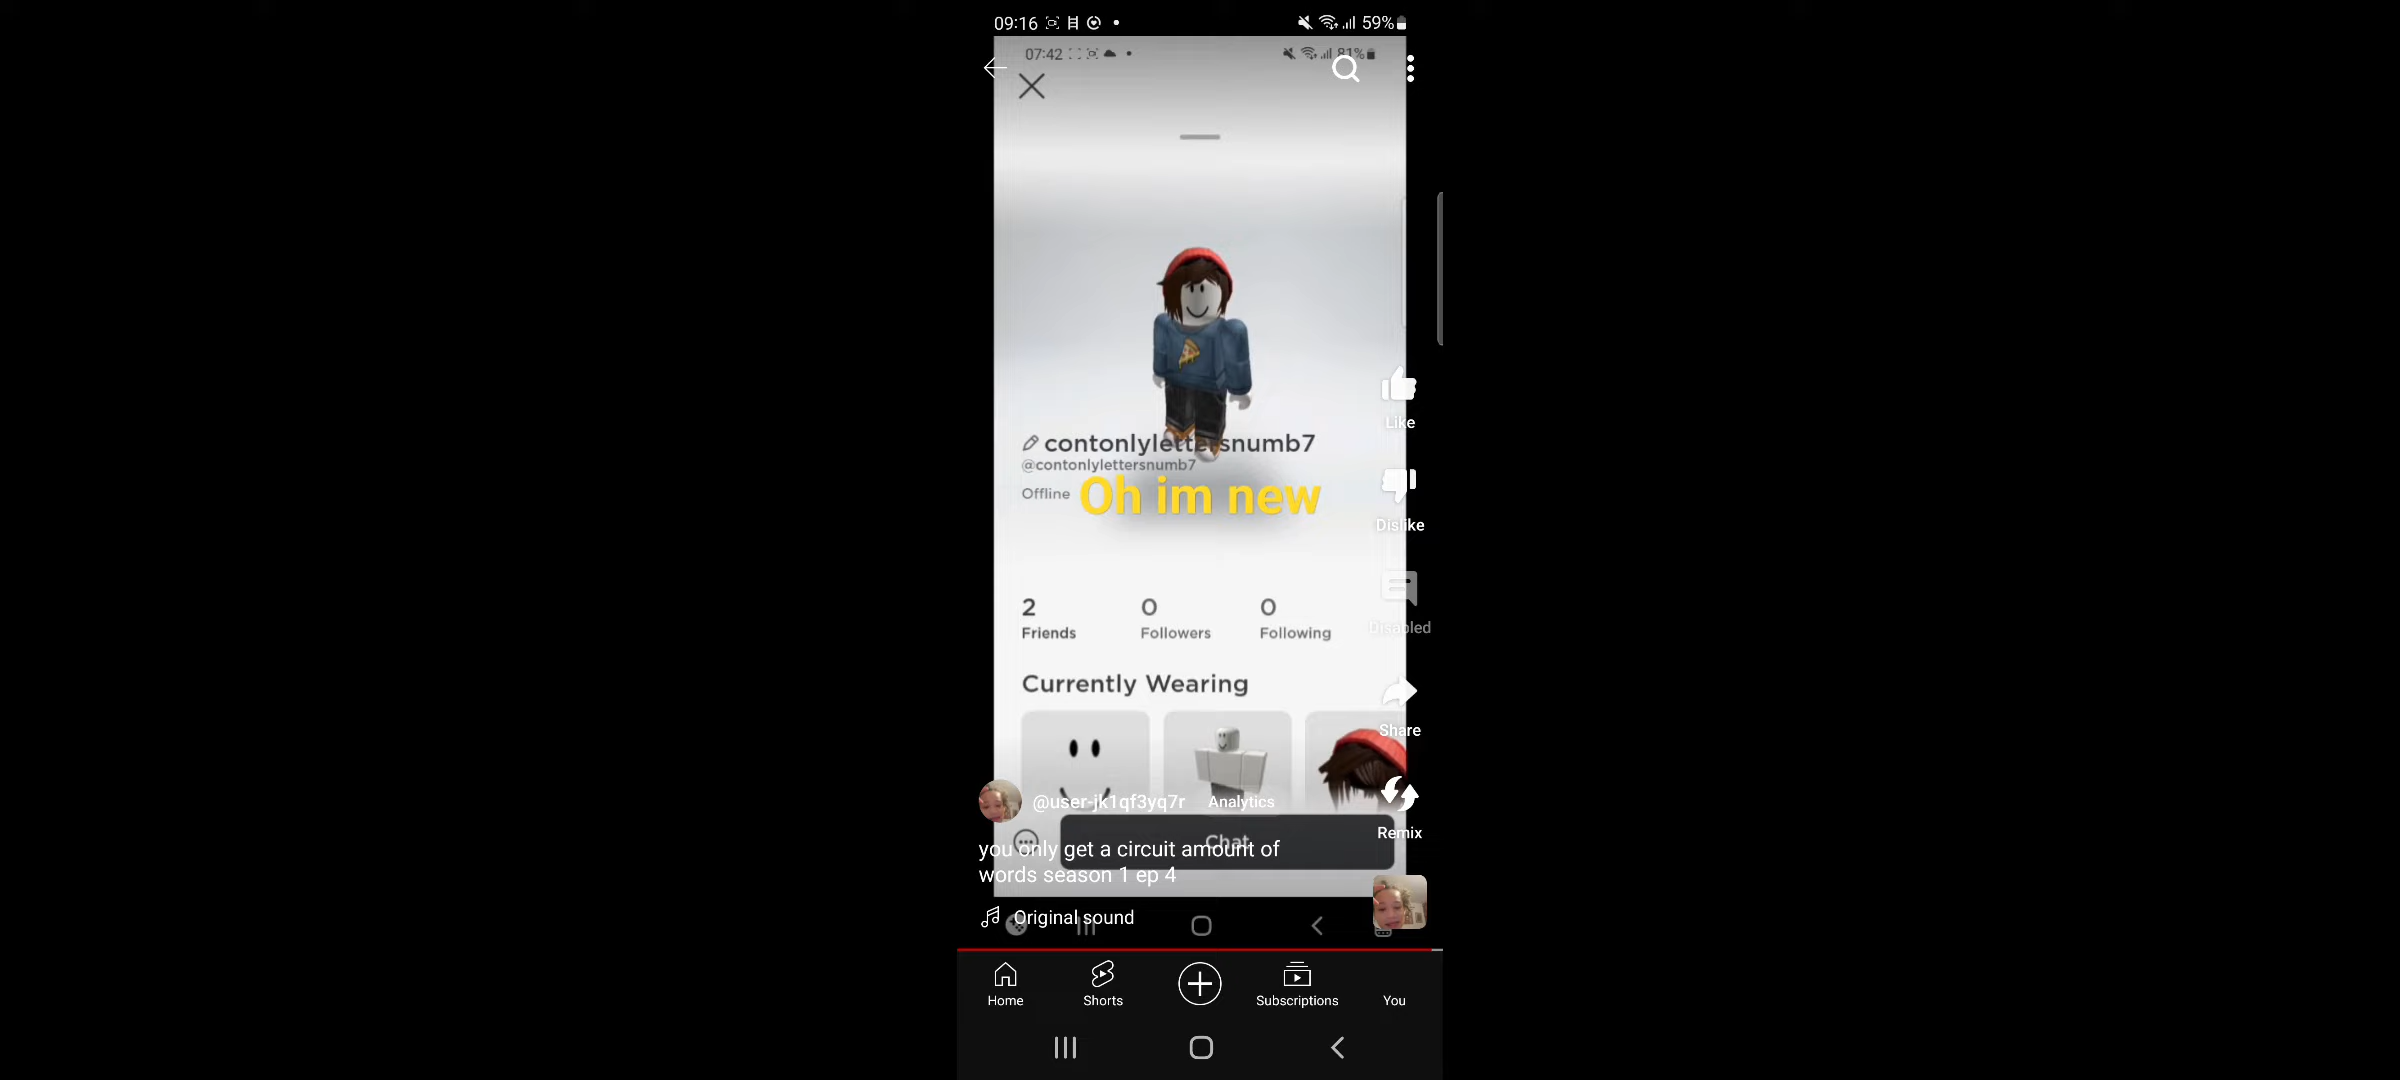 09:16
59%
07:42
81%
contonlylettersnumb7
@contonlylettersnumb7
Offline
Oh im new
Like
Dislike
2
0
0
Friends
Followers
Following
Disabled
Currently Wearing
Share
@user-jk1qf3yq7r
Analytics
Remix
Chat
you only get a circuit amount of
words season 1 ep 4
Original sound
Home
Shorts
Subscriptions
You